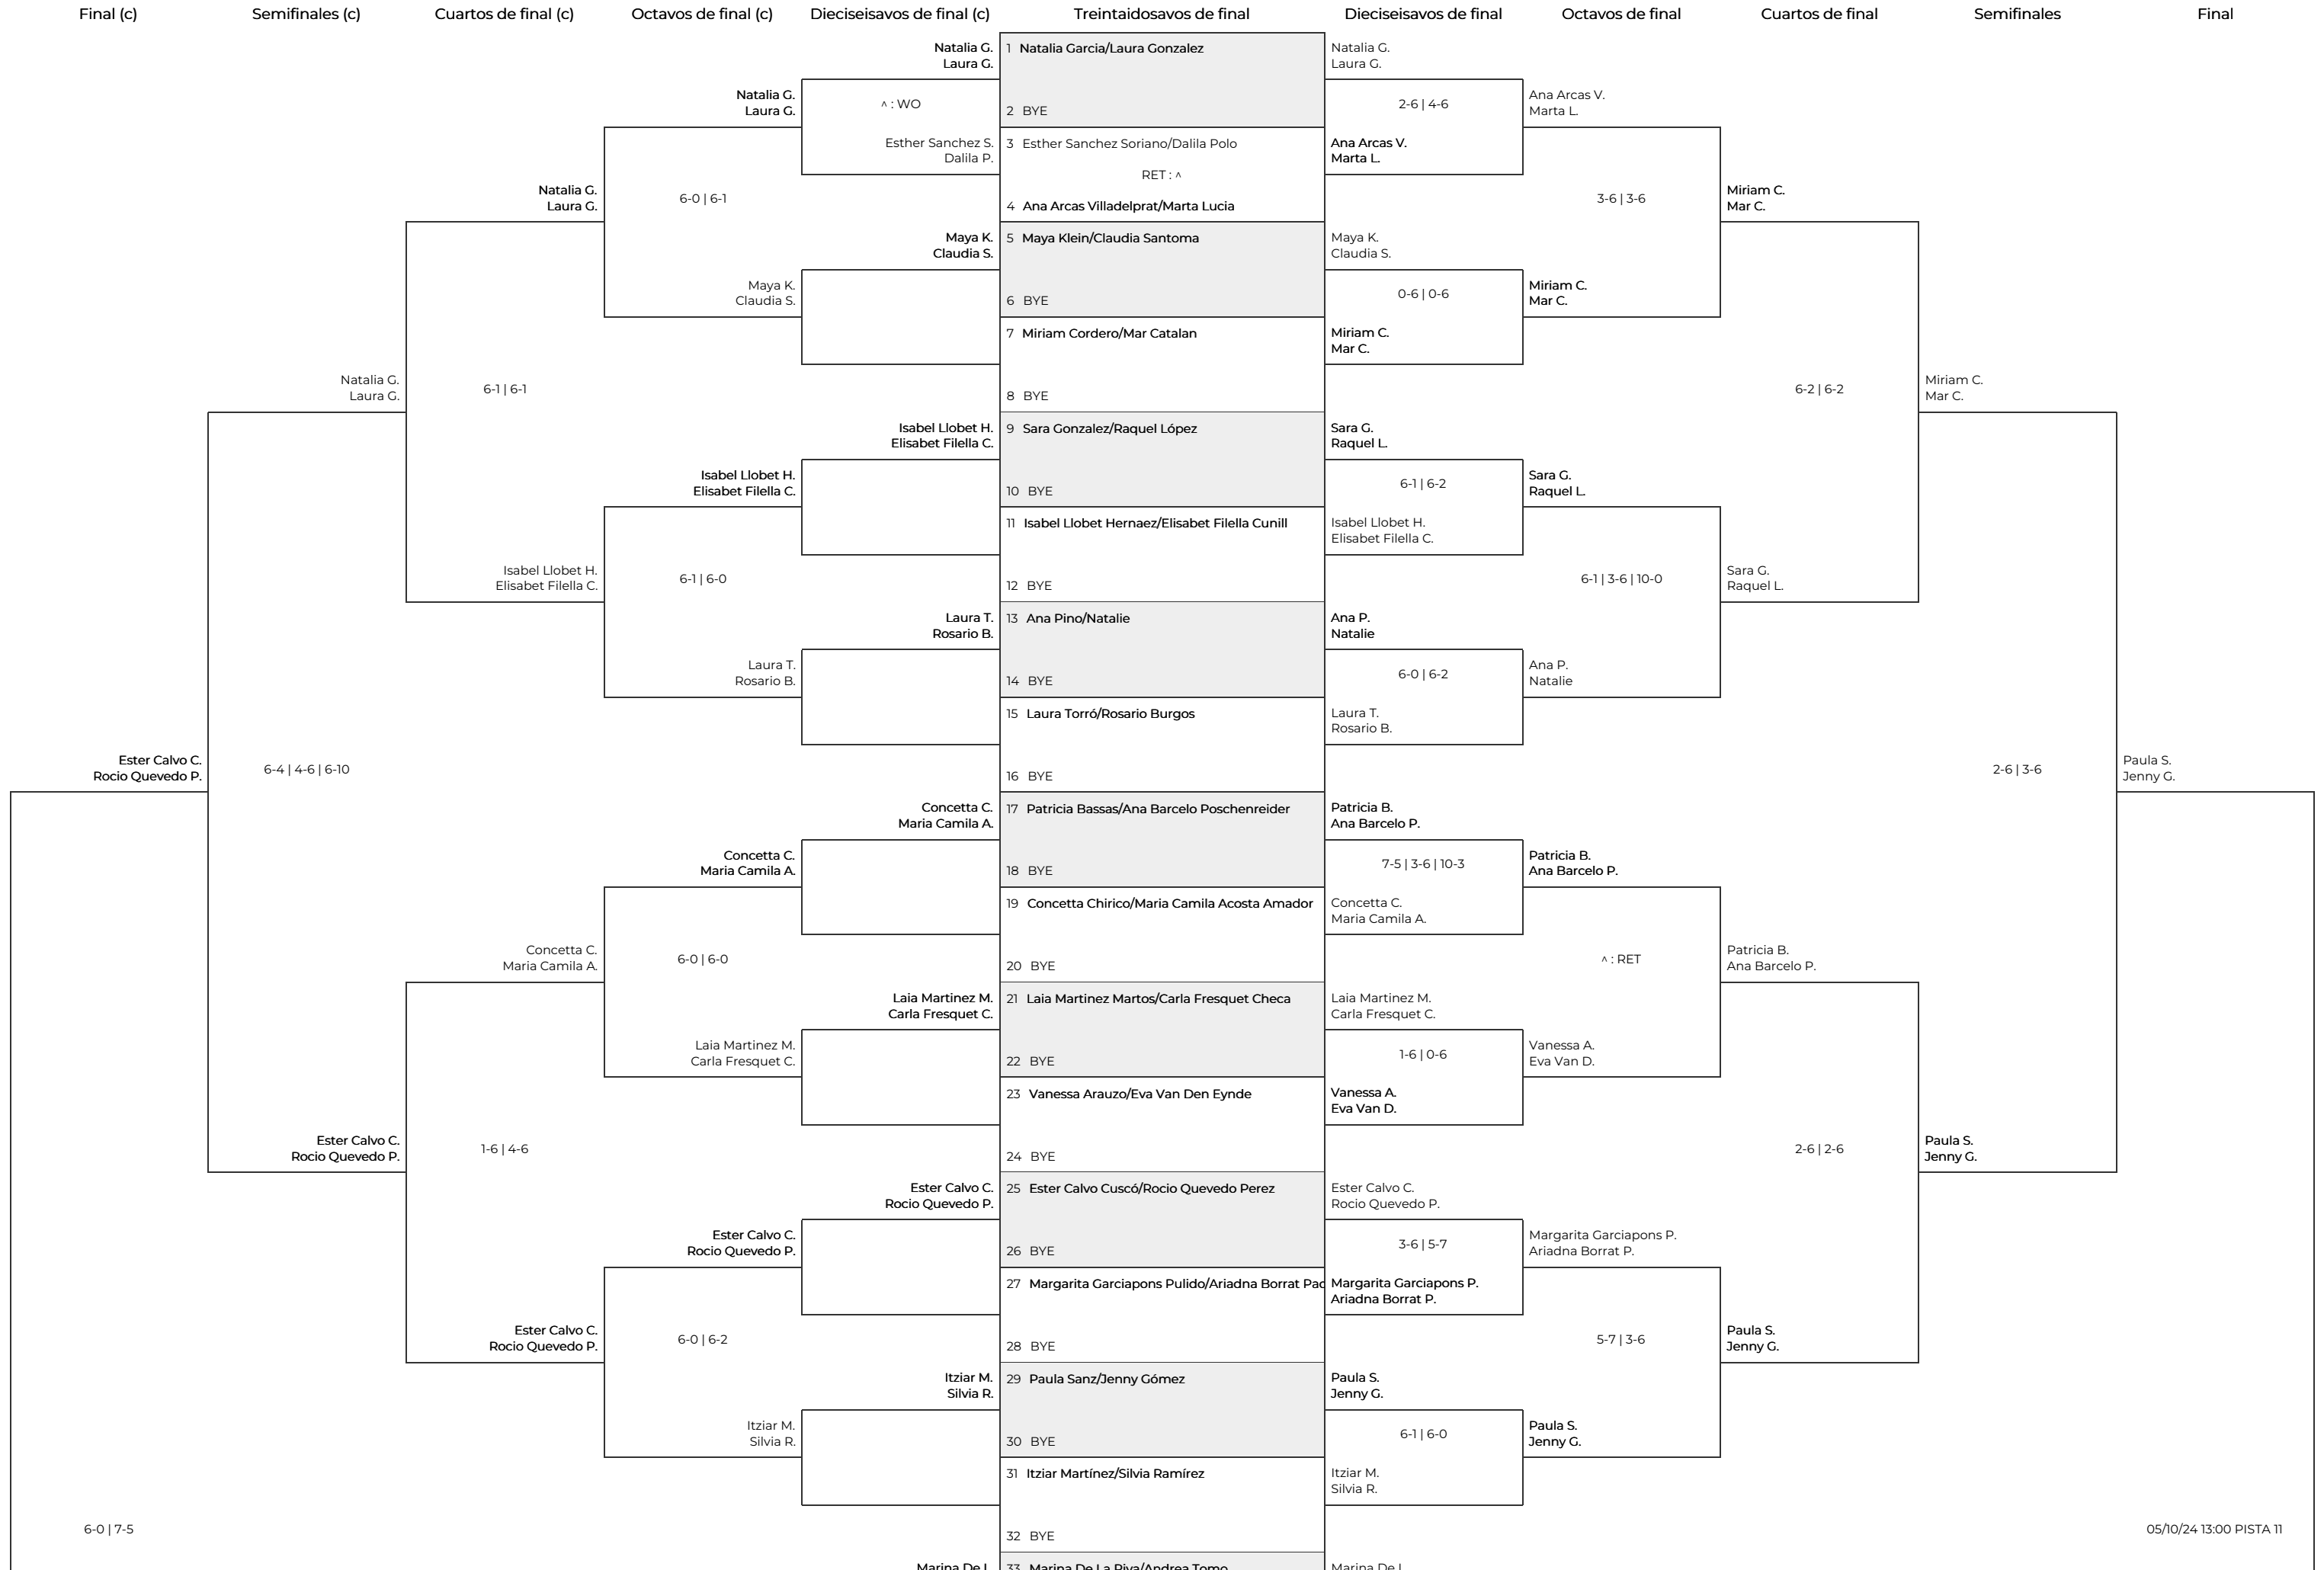 Final (c)
Semifinales (c)
Cuartos de final (c)
Octavos de final (c)
Dieciseisavos de final (c)
Treintaidosavos de final
Dieciseisavos de final
Octavos de final
Cuartos de final
Semifinales
Final
Ester Calvo C.
Rocio Quevedo P.
6-0 | 7-5
Natalia G.
Laura G.
6-4 | 4-6 | 6-10
Ester Calvo C.
Rocio Quevedo P.
Natalia G.
Laura G.
6-1 | 6-1
Isabel Llobet H.
Elisabet Filella C.
Concetta C.
Maria Camila A.
1-6 | 4-6
Ester Calvo C.
Rocio Quevedo P.
Natalia G.
Laura G.
6-0 | 6-1
Maya K.
Claudia S.
Isabel Llobet H.
Elisabet Filella C.
6-1 | 6-0
Laura T.
Rosario B.
Concetta C.
Maria Camila A.
6-0 | 6-0
Laia Martinez M.
Carla Fresquet C.
Ester Calvo C.
Rocio Quevedo P.
6-0 | 6-2
Itziar M.
Silvia R.
Natalia G.
Laura G.
^ : WO
Esther Sanchez S.
Dalila P.
Maya K.
Claudia S.
Isabel Llobet H.
Elisabet Filella C.
Laura T.
Rosario B.
Concetta C.
Maria Camila A.
Laia Martinez M.
Carla Fresquet C.
Ester Calvo C.
Rocio Quevedo P.
Itziar M.
Silvia R.
Marina De L.
1 Natalia Garcia/Laura Gonzalez
2 BYE
3 Esther Sanchez Soriano/Dalila Polo
RET : ^
4 Ana Arcas Villadelprat/Marta Lucia
5 Maya Klein/Claudia Santoma
6 BYE
7 Miriam Cordero/Mar Catalan
8 BYE
9 Sara Gonzalez/Raquel López
10 BYE
11 Isabel Llobet Hernaez/Elisabet Filella Cunill
12 BYE
13 Ana Pino/Natalie
14 BYE
15 Laura Torró/Rosario Burgos
16 BYE
17 Patricia Bassas/Ana Barcelo Poschenreider
18 BYE
19 Concetta Chirico/Maria Camila Acosta Amador
20 BYE
21 Laia Martinez Martos/Carla Fresquet Checa
22 BYE
23 Vanessa Arauzo/Eva Van Den Eynde
24 BYE
25 Ester Calvo Cuscó/Rocio Quevedo Perez
26 BYE
27 Margarita Garciapons Pulido/Ariadna Borrat
28 BYE
29 Paula Sanz/Jenny Gómez
30 BYE
31 Itziar Martínez/Silvia Ramírez
32 BYE
33 Marina De La Riva/Andrea Tomo
Natalia G.
Laura G.
2-6 | 4-6
Ana Arcas V.
Marta L.
Maya K.
Claudia S.
0-6 | 0-6
Miriam C.
Mar C.
Sara G.
Raquel L.
6-1 | 6-2
Isabel Llobet H.
Elisabet Filella C.
Ana P.
Natalie
6-0 | 6-2
Laura T.
Rosario B.
Patricia B.
Ana Barcelo P.
7-5 | 3-6 | 10-3
Concetta C.
Maria Camila A.
Laia Martinez M.
Carla Fresquet C.
1-6 | 0-6
Vanessa A.
Eva Van D.
Ester Calvo C.
Rocio Quevedo P.
3-6 | 5-7
Margarita Garciapons P.
Ariadna Borrat P.
Paula S.
Jenny G.
6-1 | 6-0
Itziar M.
Silvia R.
Marina De L.
Ana Arcas V.
Marta L.
3-6 | 3-6
Miriam C.
Mar C.
Sara G.
Raquel L.
6-1 | 3-6 | 10-0
Ana P.
Natalie
Patricia B.
Ana Barcelo P.
^ : RET
Vanessa A.
Eva Van D.
Margarita Garciapons P.
Ariadna Borrat P.
5-7 | 3-6
Paula S.
Jenny G.
Miriam C.
Mar C.
6-2 | 6-2
Sara G.
Raquel L.
Patricia B.
Ana Barcelo P.
2-6 | 2-6
Paula S.
Jenny G.
Miriam C.
Mar C.
2-6 | 3-6
Paula S.
Jenny G.
Paula S.
Jenny G.
05/10/24 13:00 PISTA 11